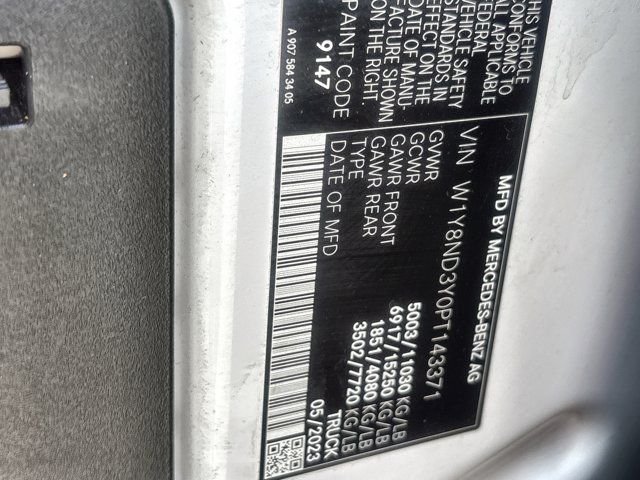 MFD BY MERCEDES-BENZ AG
VIN W1Y8ND3Y0PT143371
GVWR 5003/11030 KG/LB
GCWR 6917/15250 KG/LB
GAWR FRONT 1851/4080 KG/LB
GAWR REAR 3502/7720 KG/LB
TYPE TRUCK
DATE OF MFD 05/2023
THIS VEHICLE
CONFORMS TO
ALL APPLICABLE
FEDERAL
VEHICLE SAFETY
STANDARDS IN
EFFECT ON THE
DATE OF MANU-
FACTURE SHOWN
ON THE RIGHT.
PAINT CODE
9147
A 907 584 34 05